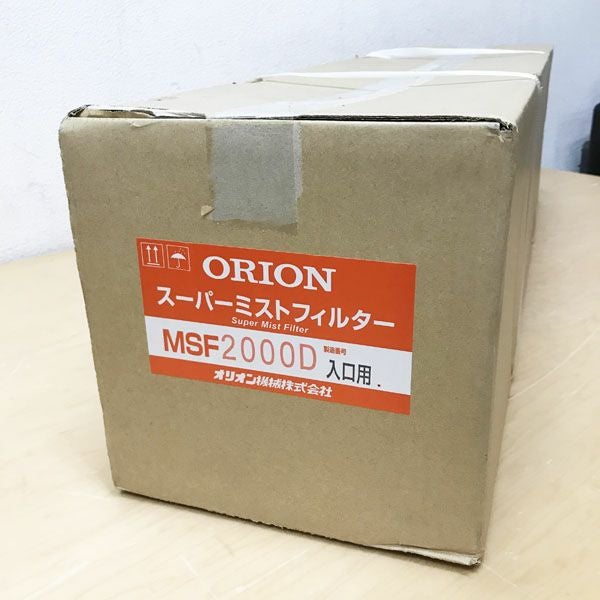 ORION
スーパーミストフィルター
Super Mist Filter
MSF2000D 製造番号 入口用.
オリオン機械株式会社